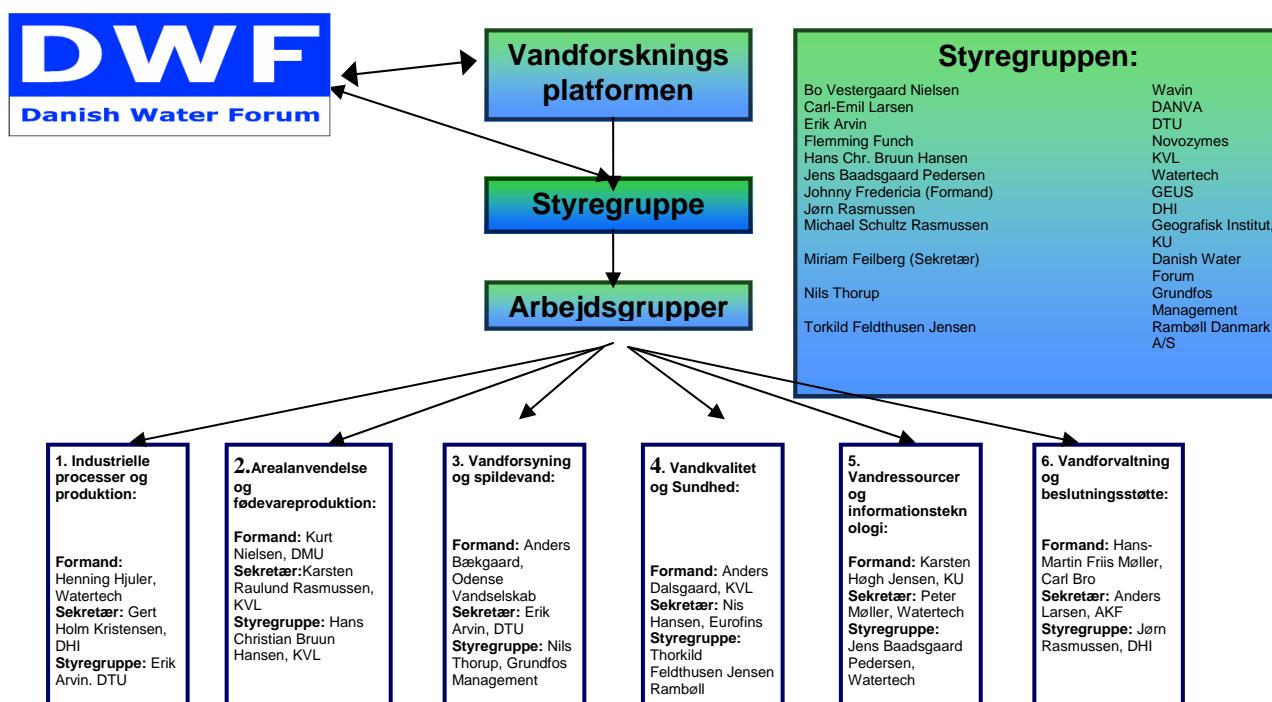 DWF
Danish Water Forum
Vandforsknings
platformen
Styregruppe
Arbejdsgrupper
Styregruppen:
Bo Vestergaard Nielsen Wavin
Carl-Emil Larsen DANVA
Erik Arvin DTU
Flemming Funch Novozymes
Hans Chr. Bruun Hansen KVL
Jens Baadsgaard Pedersen Watertech
Johnny Fredericia (Formand) GEUS
Jørn Rasmussen DHI
Michael Schultz Rasmussen Geografisk Institut,
KU
Miriam Feilberg (Sekretær) Danish Water
Forum
Nils Thorup Grundfos
Management
Torkild Feldthusen Jensen Rambøll Danmark
A/S
1. Industrielle
processer og
produktion:
Formand:
Henning Hjuler,
Watertech
Sekretær: Gert
Holm Kristensen,
DHI
Styregruppe: Erik
Arvin. DTU
2.Arealanvendelse
og
fødevareproduktion:
Formand: Kurt
Nielsen, DMU
Sekretær:Karsten
Raulund Rasmussen,
KVL
Styregruppe: Hans
Christian Bruun
Hansen, KVL
3. Vandforsyning
og spildevand:
Formand: Anders
Bækgaard,
Odense
Vandselskab
Sekretær: Erik
Arvin, DTU
Styregruppe: Nils
Thorup, Grundfos
Management
4. Vandkvalitet
og Sundhed:
Formand: Anders
Dalsgaard, KVL
Sekretær: Nis
Hansen, Eurofins
Styregruppe:
Thorkild
Feldthusen Jensen
Rambøll
5.
Vandressourcer
og
informationstekn
ologi:
Formand: Karsten
Høgh Jensen, KU
Sekretær: Peter
Møller, Watertech
Styregruppe:
Jens Baadsgaard
Pedersen,
Watertech
6. Vandforvaltning
og
beslutningsstøtte:
Formand: Hans-
Martin Friis Møller,
Carl Bro
Sekretær: Anders
Larsen, AKF
Styregruppe: Jørn
Rasmussen, DHI